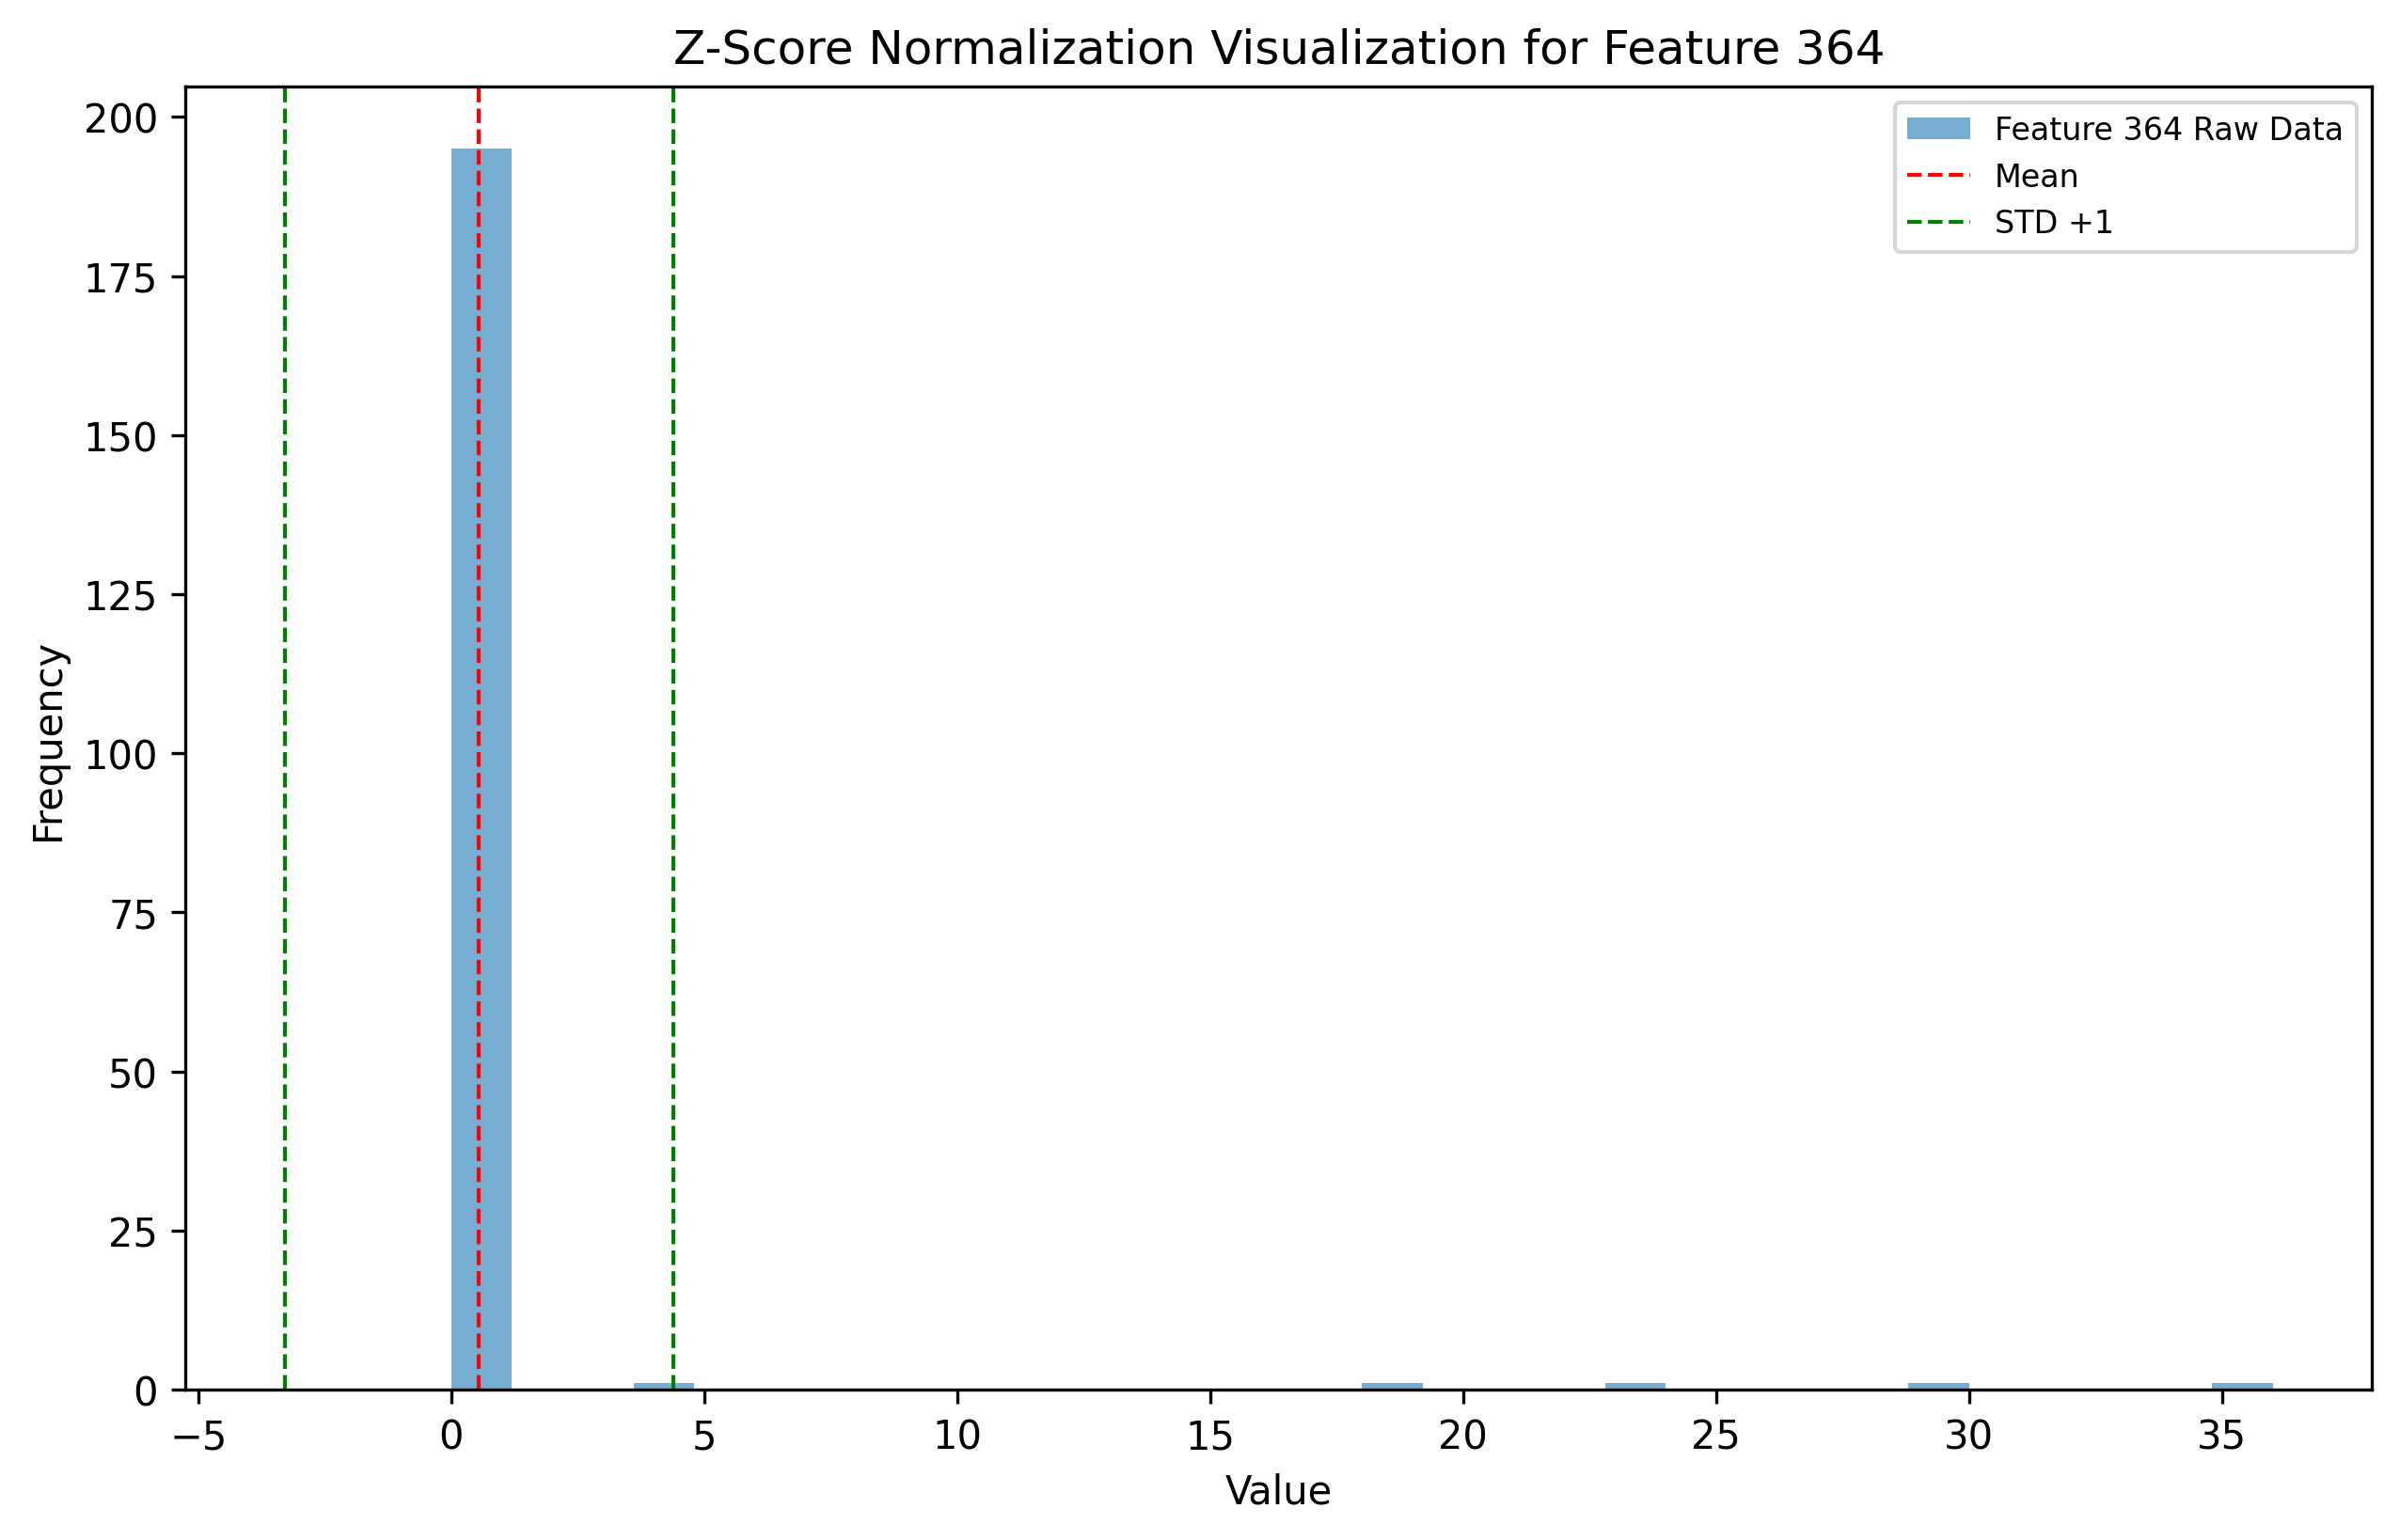 Z-Score Normalization Visualization for Feature 364
Feature 364 Raw Data
Mean
STD +1
Frequency
200
175
150
125
100
75
50
25
0
−5 0 5 10 15 20 25 30 35
Value